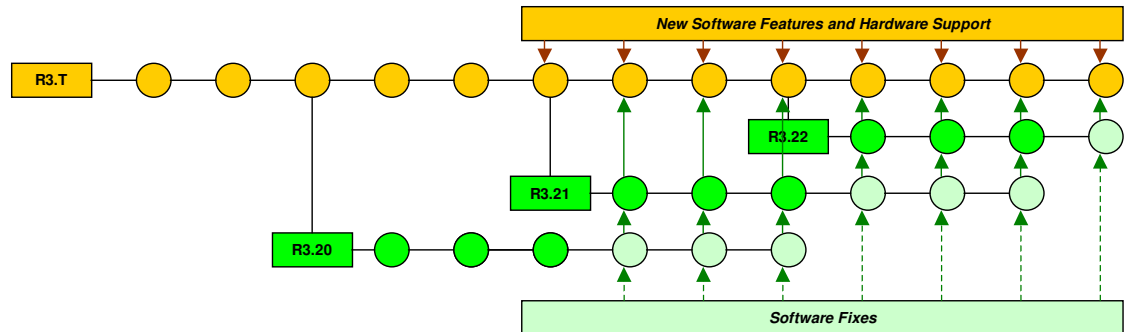 New Software Features and Hardware Support
R3.T
R3.22
R3.21
R3.20
Software Fixes